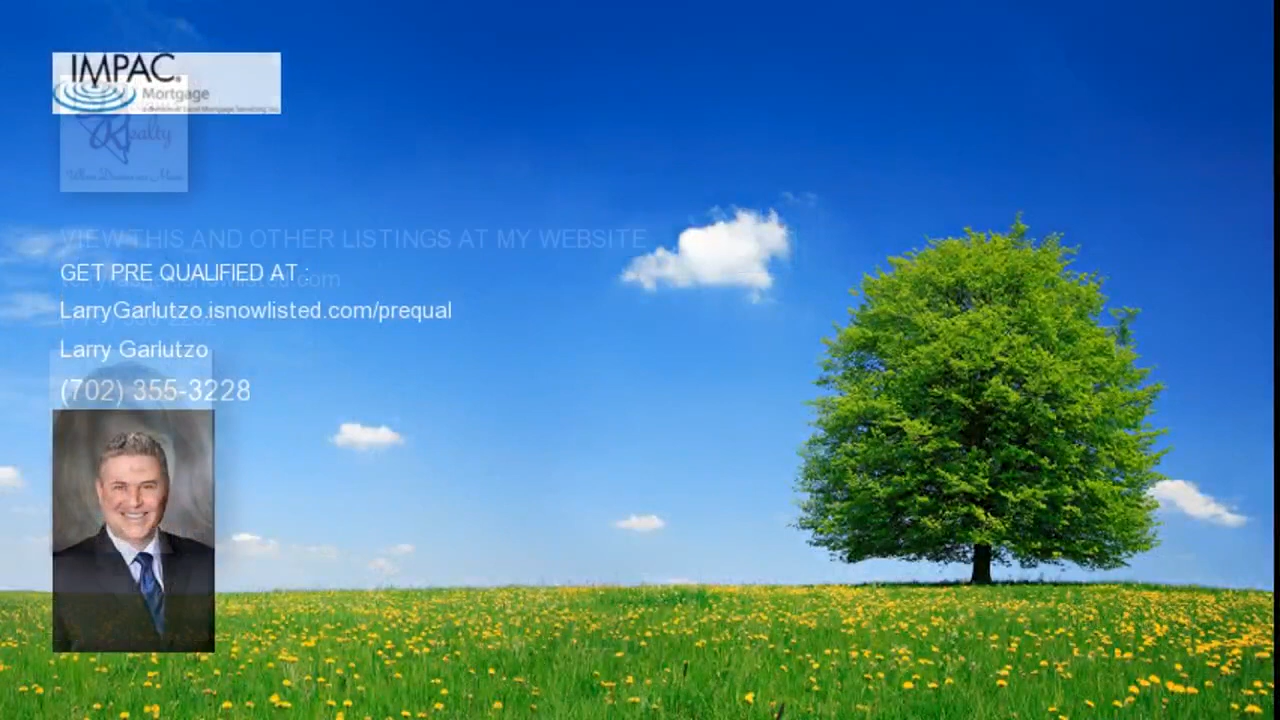 IMPAC
Mortgage
Realty
VIEW THIS AND OTHER LISTINGS AT MY WEBSITE
GET PRE QUALIFIED AT :
LarryGarlutzo.isnowlisted.com/prequal
Larry Garlutzo
(702) 355-3228